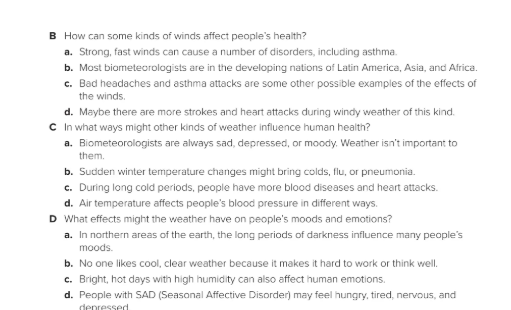 B How can some kinds of winds affect people's health?
a. Strong, fast winds can cause a number of disorders, including asthma.
b. Most biometeorologists are in the developing nations of Latin America, Asia, and Africa.
c. Bad headaches and asthma attacks are some other possible examples of the effects of
the winds.
d. Maybe there are more strokes and heart attacks during windy weather of this kind.
C In what ways might other kinds of weather influence human health?
a. Biometeorologists are always sad, depressed, or moody. Weather isn't important to
them.
b. Sudden winter temperature changes might bring colds, flu, or pneumonia.
c. During long cold periods, people have more blood diseases and heart attacks.
d. Air temperature affects people's blood pressure in different ways.
D What effects might the weather have on people's moods and emotions?
a. In northern areas of the earth, the long periods of darkness influence many people's
moods.
b. No one likes cool, clear weather because it makes it hard to work or think well.
c. Bright, hot days with high humidity can also affect human emotions.
d. People with SAD (Seasonal Affective Disorder) may feel hungry, tired, nervous, and
depressed